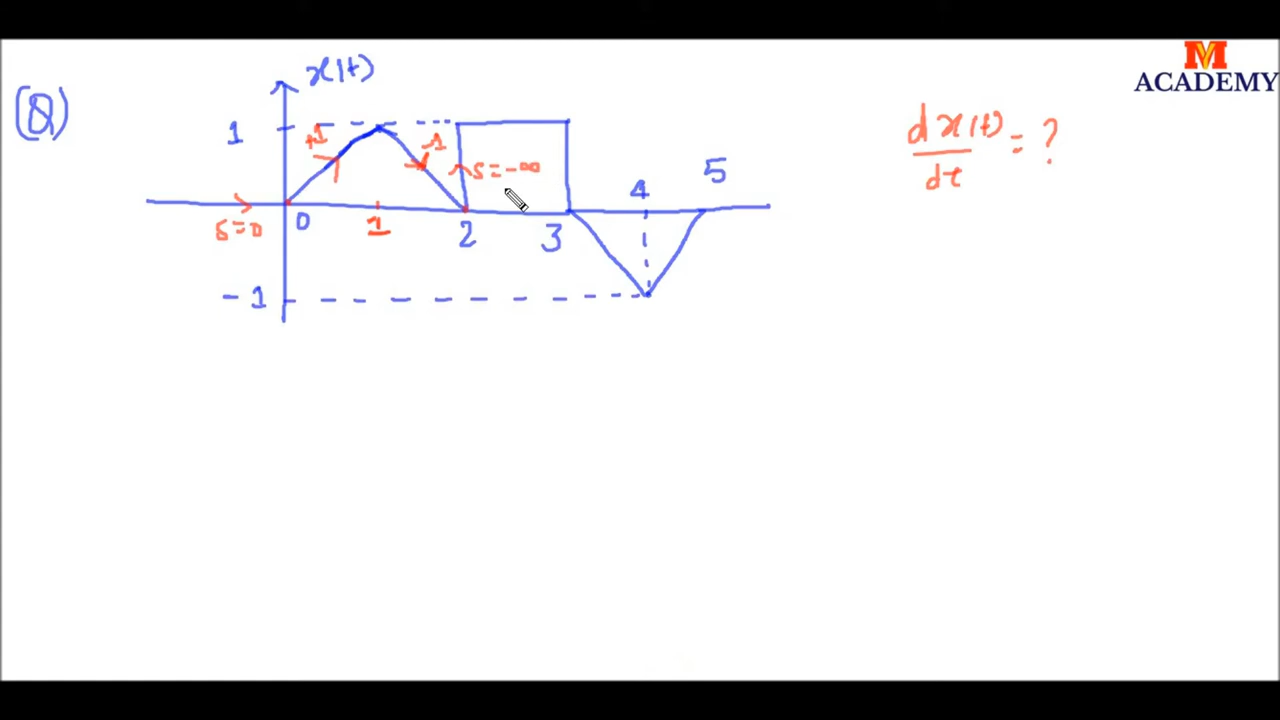 (Q)
x(t)
1
+1
-1
s=-∞
s=0
0
1
2
3
4
5
-1
dx(t)/dt = ?
M
ACADEMY